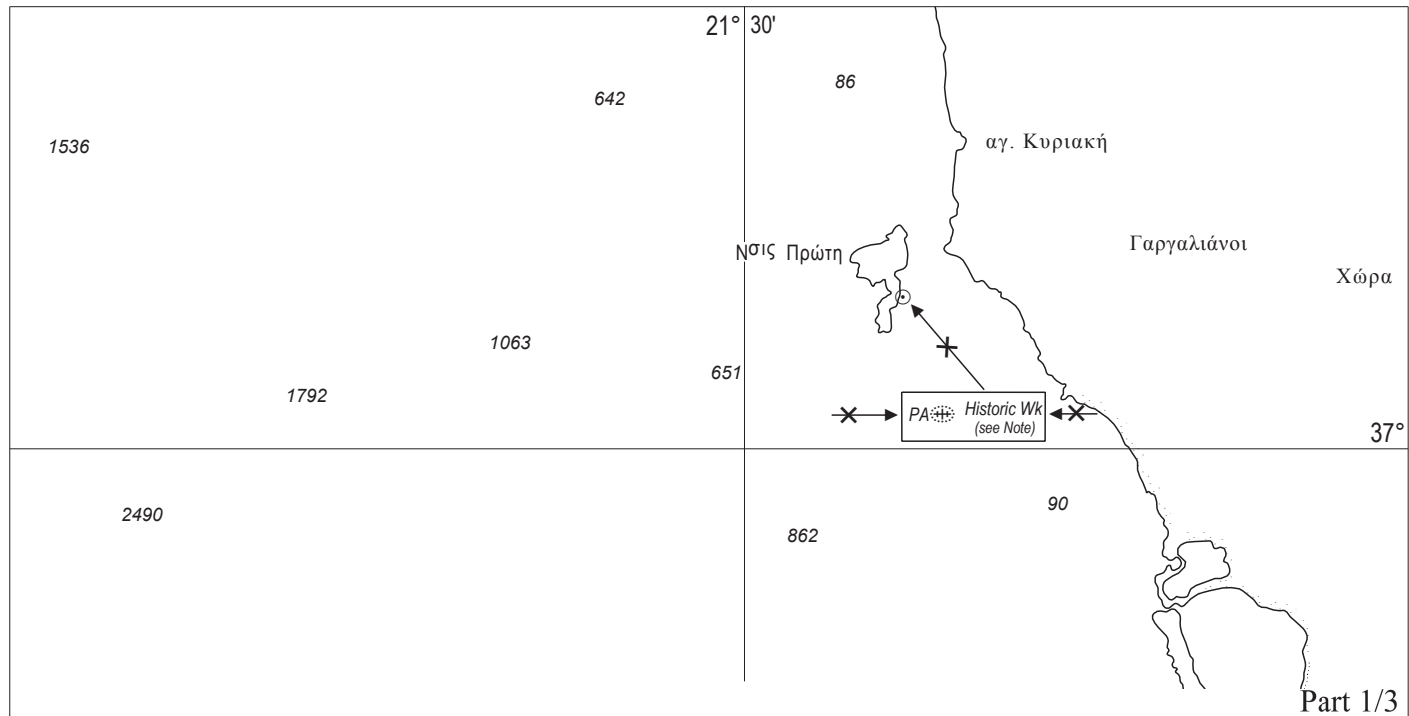 21° 30'
86
642
1536
αγ. Κυριακή
Γαργαλιάνοι
Νσις Πρώτη
Χώρα
1063
651
1792
PA Historic Wk
(see Note)
37°
90
2490
862
Part 1/3